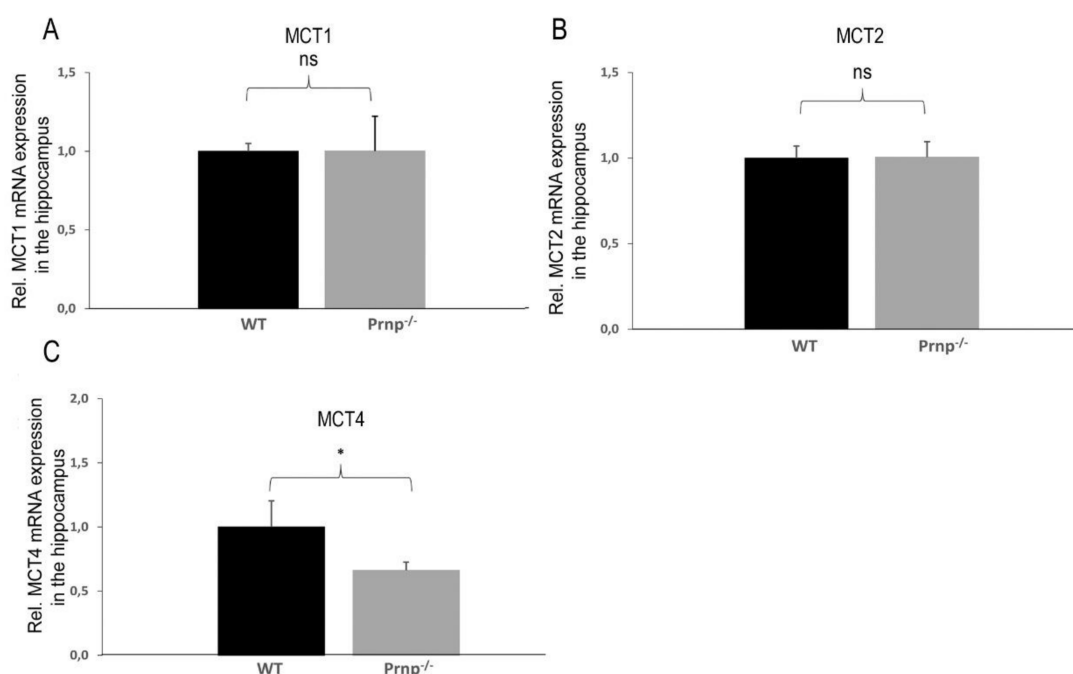 A
MCT1
ns
Rel. MCT1 mRNA expression
in the hippocampus
1,5
1,0
0,5
0,0
WT
Prnp-/-
B
MCT2
ns
Rel. MCT2 mRNA expression
in the hippocampus
1,5
1,0
0,5
0,0
WT
Prnp-/-
C
MCT4
*
Rel. MCT4 mRNA expression
in the hippocampus
2,0
1,5
1,0
0,5
0,0
WT
Prnp-/-